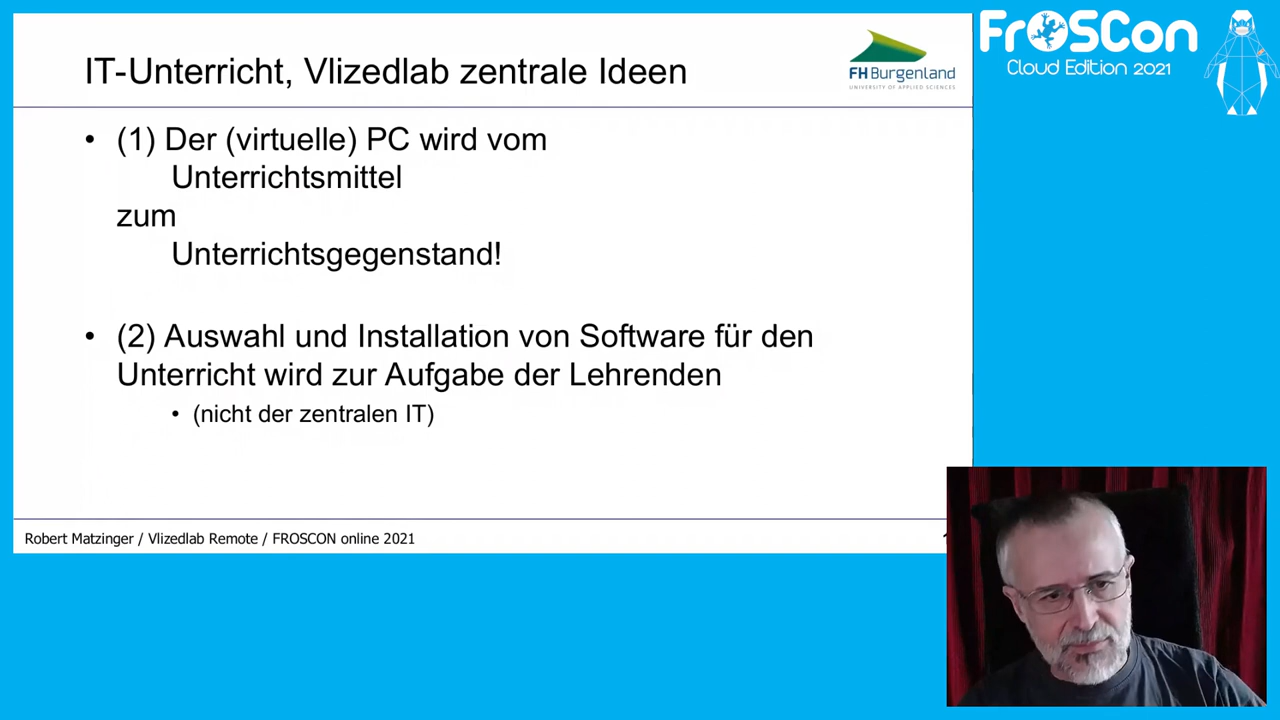 IT-Unterricht, Vlizedlab zentrale Ideen
FH Burgenland
UNIVERSITY OF APPLIED SCIENCES
FrOSCon
Cloud Edition 2021
• (1) Der (virtuelle) PC wird vom
Unterrichtsmittel
zum
Unterrichtsgegenstand!
• (2) Auswahl und Installation von Software für den
Unterricht wird zur Aufgabe der Lehrenden
• (nicht der zentralen IT)
Robert Matzinger / Vlizedlab Remote / FROSCON online 2021